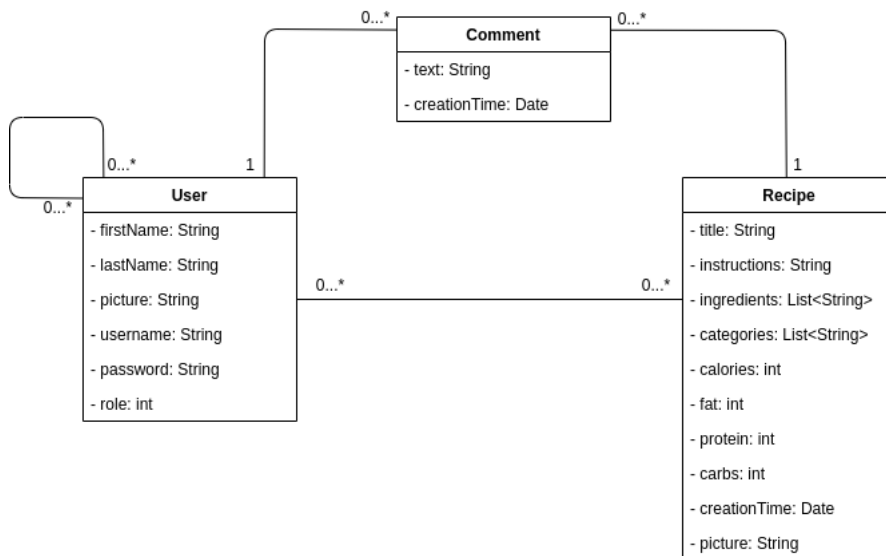 0...*
0...*
Comment
- text: String
- creationTime: Date
0...*
1
1
0...*
User
- firstName: String
- lastName: String
- picture: String
- username: String
- password: String
- role: int
0...*
0...*
Recipe
- title: String
- instructions: String
- ingredients: List<String>
- categories: List<String>
- calories: int
- fat: int
- protein: int
- carbs: int
- creationTime: Date
- picture: String